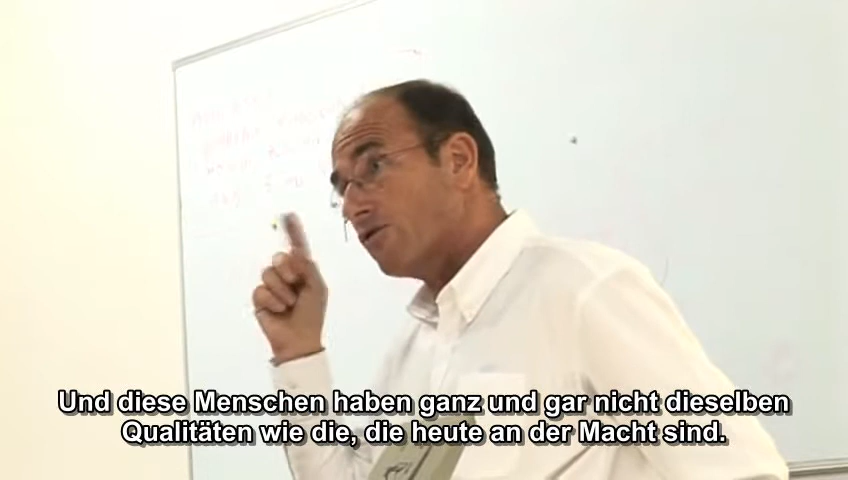 Und diese Menschen haben ganz und gar nicht dieselben
Qualitäten wie die, die heute an der Macht sind.